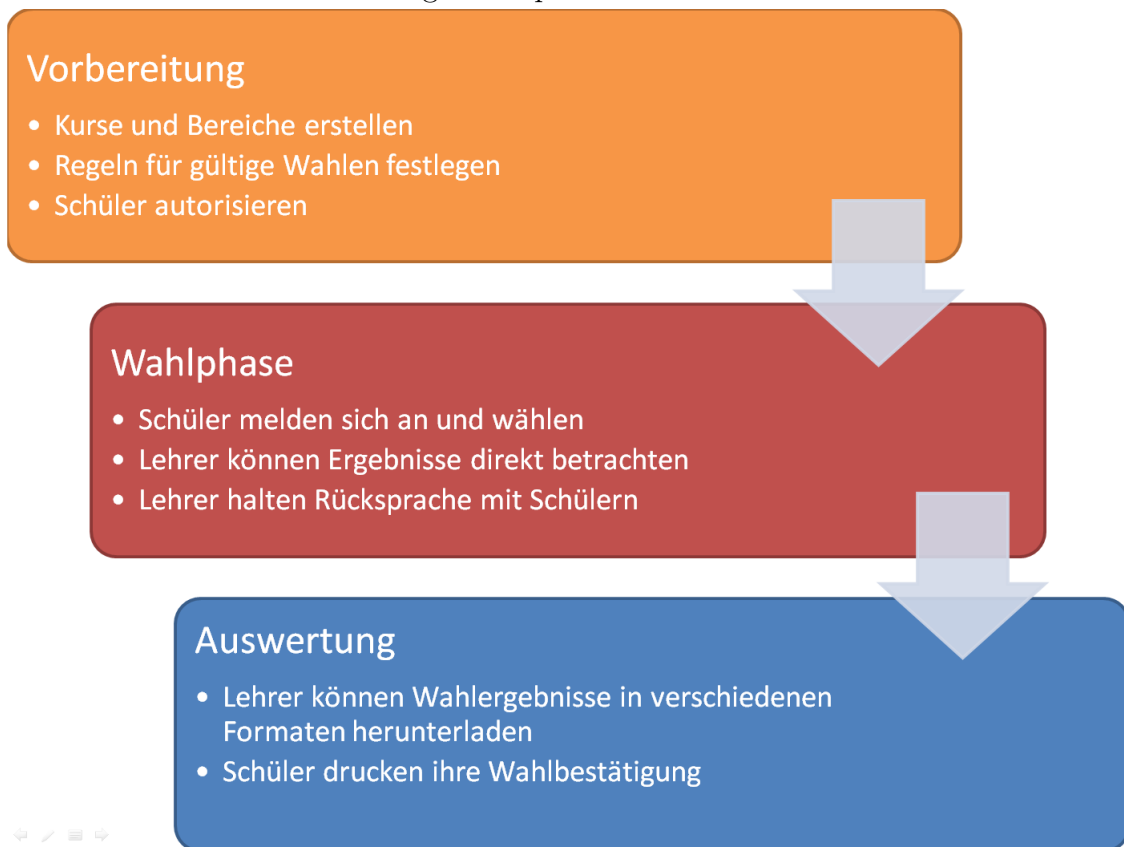 Vorbereitung
• Kurse und Bereiche erstellen
• Regeln für gültige Wahlen festlegen
• Schüler autorisieren
Wahlphase
• Schüler melden sich an und wählen
• Lehrer können Ergebnisse direkt betrachten
• Lehrer halten Rücksprache mit Schülern
Auswertung
• Lehrer können Wahlergebnisse in verschiedenen
Formaten herunterladen
• Schüler drucken ihre Wahlbestätigung